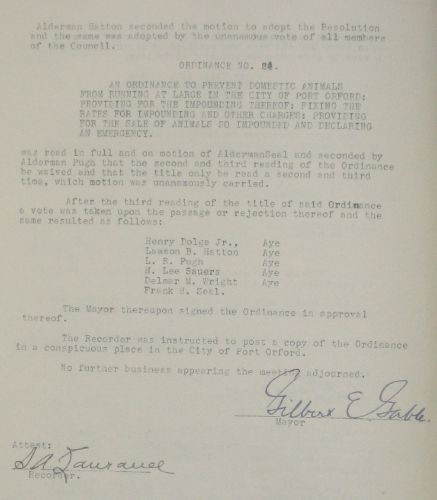 Alderman Hatton seconded the motion to adopt the Resolution
and the same was adopted by the unanamous vote of all members
of the Council.
ORDINANCE NO. 24.
AN ORDINANCE TO PREVENT DOMESTIC ANIMALS
FROM RUNNING AT LARGE IN THE CITY OF PORT ORFORD;
PROVIDING FOR THE IMPOUNDING THEREOF; FIXING THE
RATES FOR IMPOUNDING AND OTHER CHARGES; PROVIDING
FOR THE SALE OF ANIMALS SO IMPOUNDED AND DECLARING
AN EMERGENCY.
was read in full and on motion of AldermanSeal and seconded by
Alderman Pugh that the second and third reading of the Ordinance
be waived and that the title only be read a second and third
time, which motion was unanamously carried.
After the third reading of the title of said Ordinance
a vote was taken upon the passage or rejection thereof and the
same resulted as follows:
Henry Dolge Jr., Aye
Lawson B. Hatton Aye
L. R. Pugh Aye
H. Lee Sauers Aye
Delmar M. Wright Aye
Frank H. Seal.
The Mayor thereupon signed the Ordinance in approval
thereof.
The Recorder was instructed to post a copy of the Ordinance
in a conspicuous place in the City of Port Orford.
No further business appearing the meeting adjourned.
Gilbert E Gable.
Mayor
Attest:
Recorder.